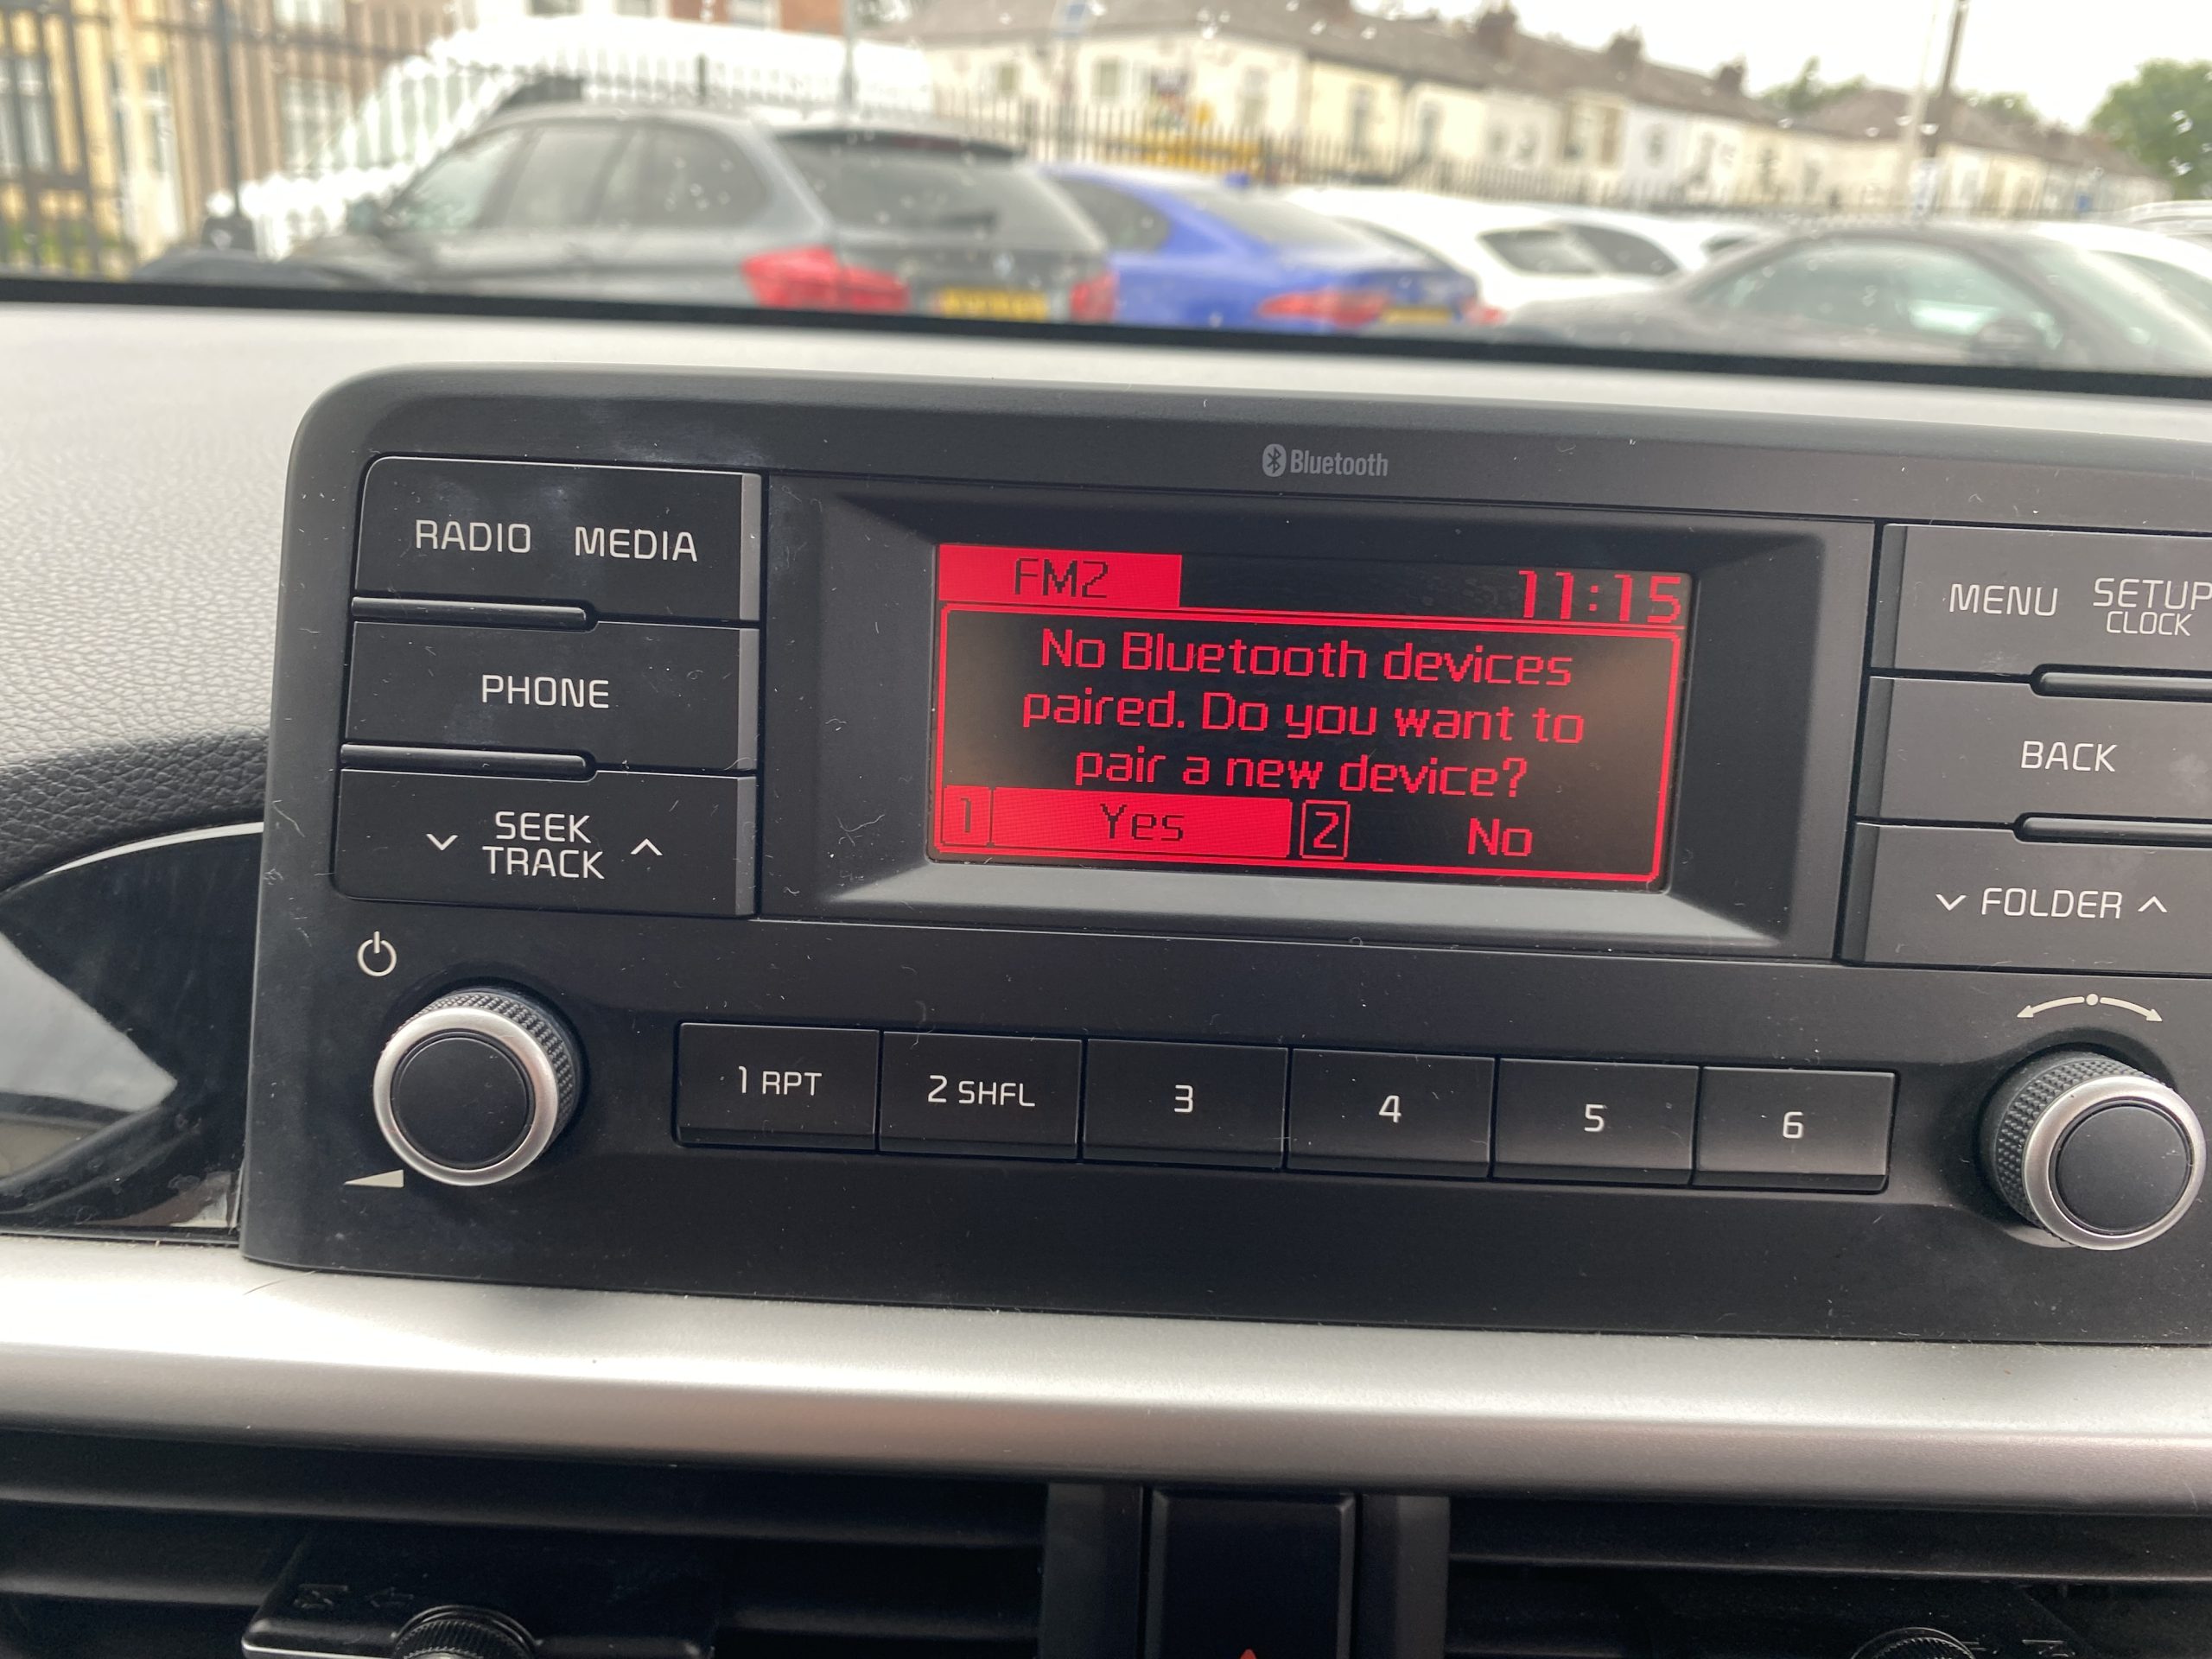 Bluetooth
RADIO MEDIA
PHONE
SEEK
TRACK
FM2 11:15
No Bluetooth devices
paired. Do you want to
pair a new device?
1 Yes 2 No
MENU SETUP
CLOCK
BACK
FOLDER
1 RPT 2 SHFL 3 4 5 6